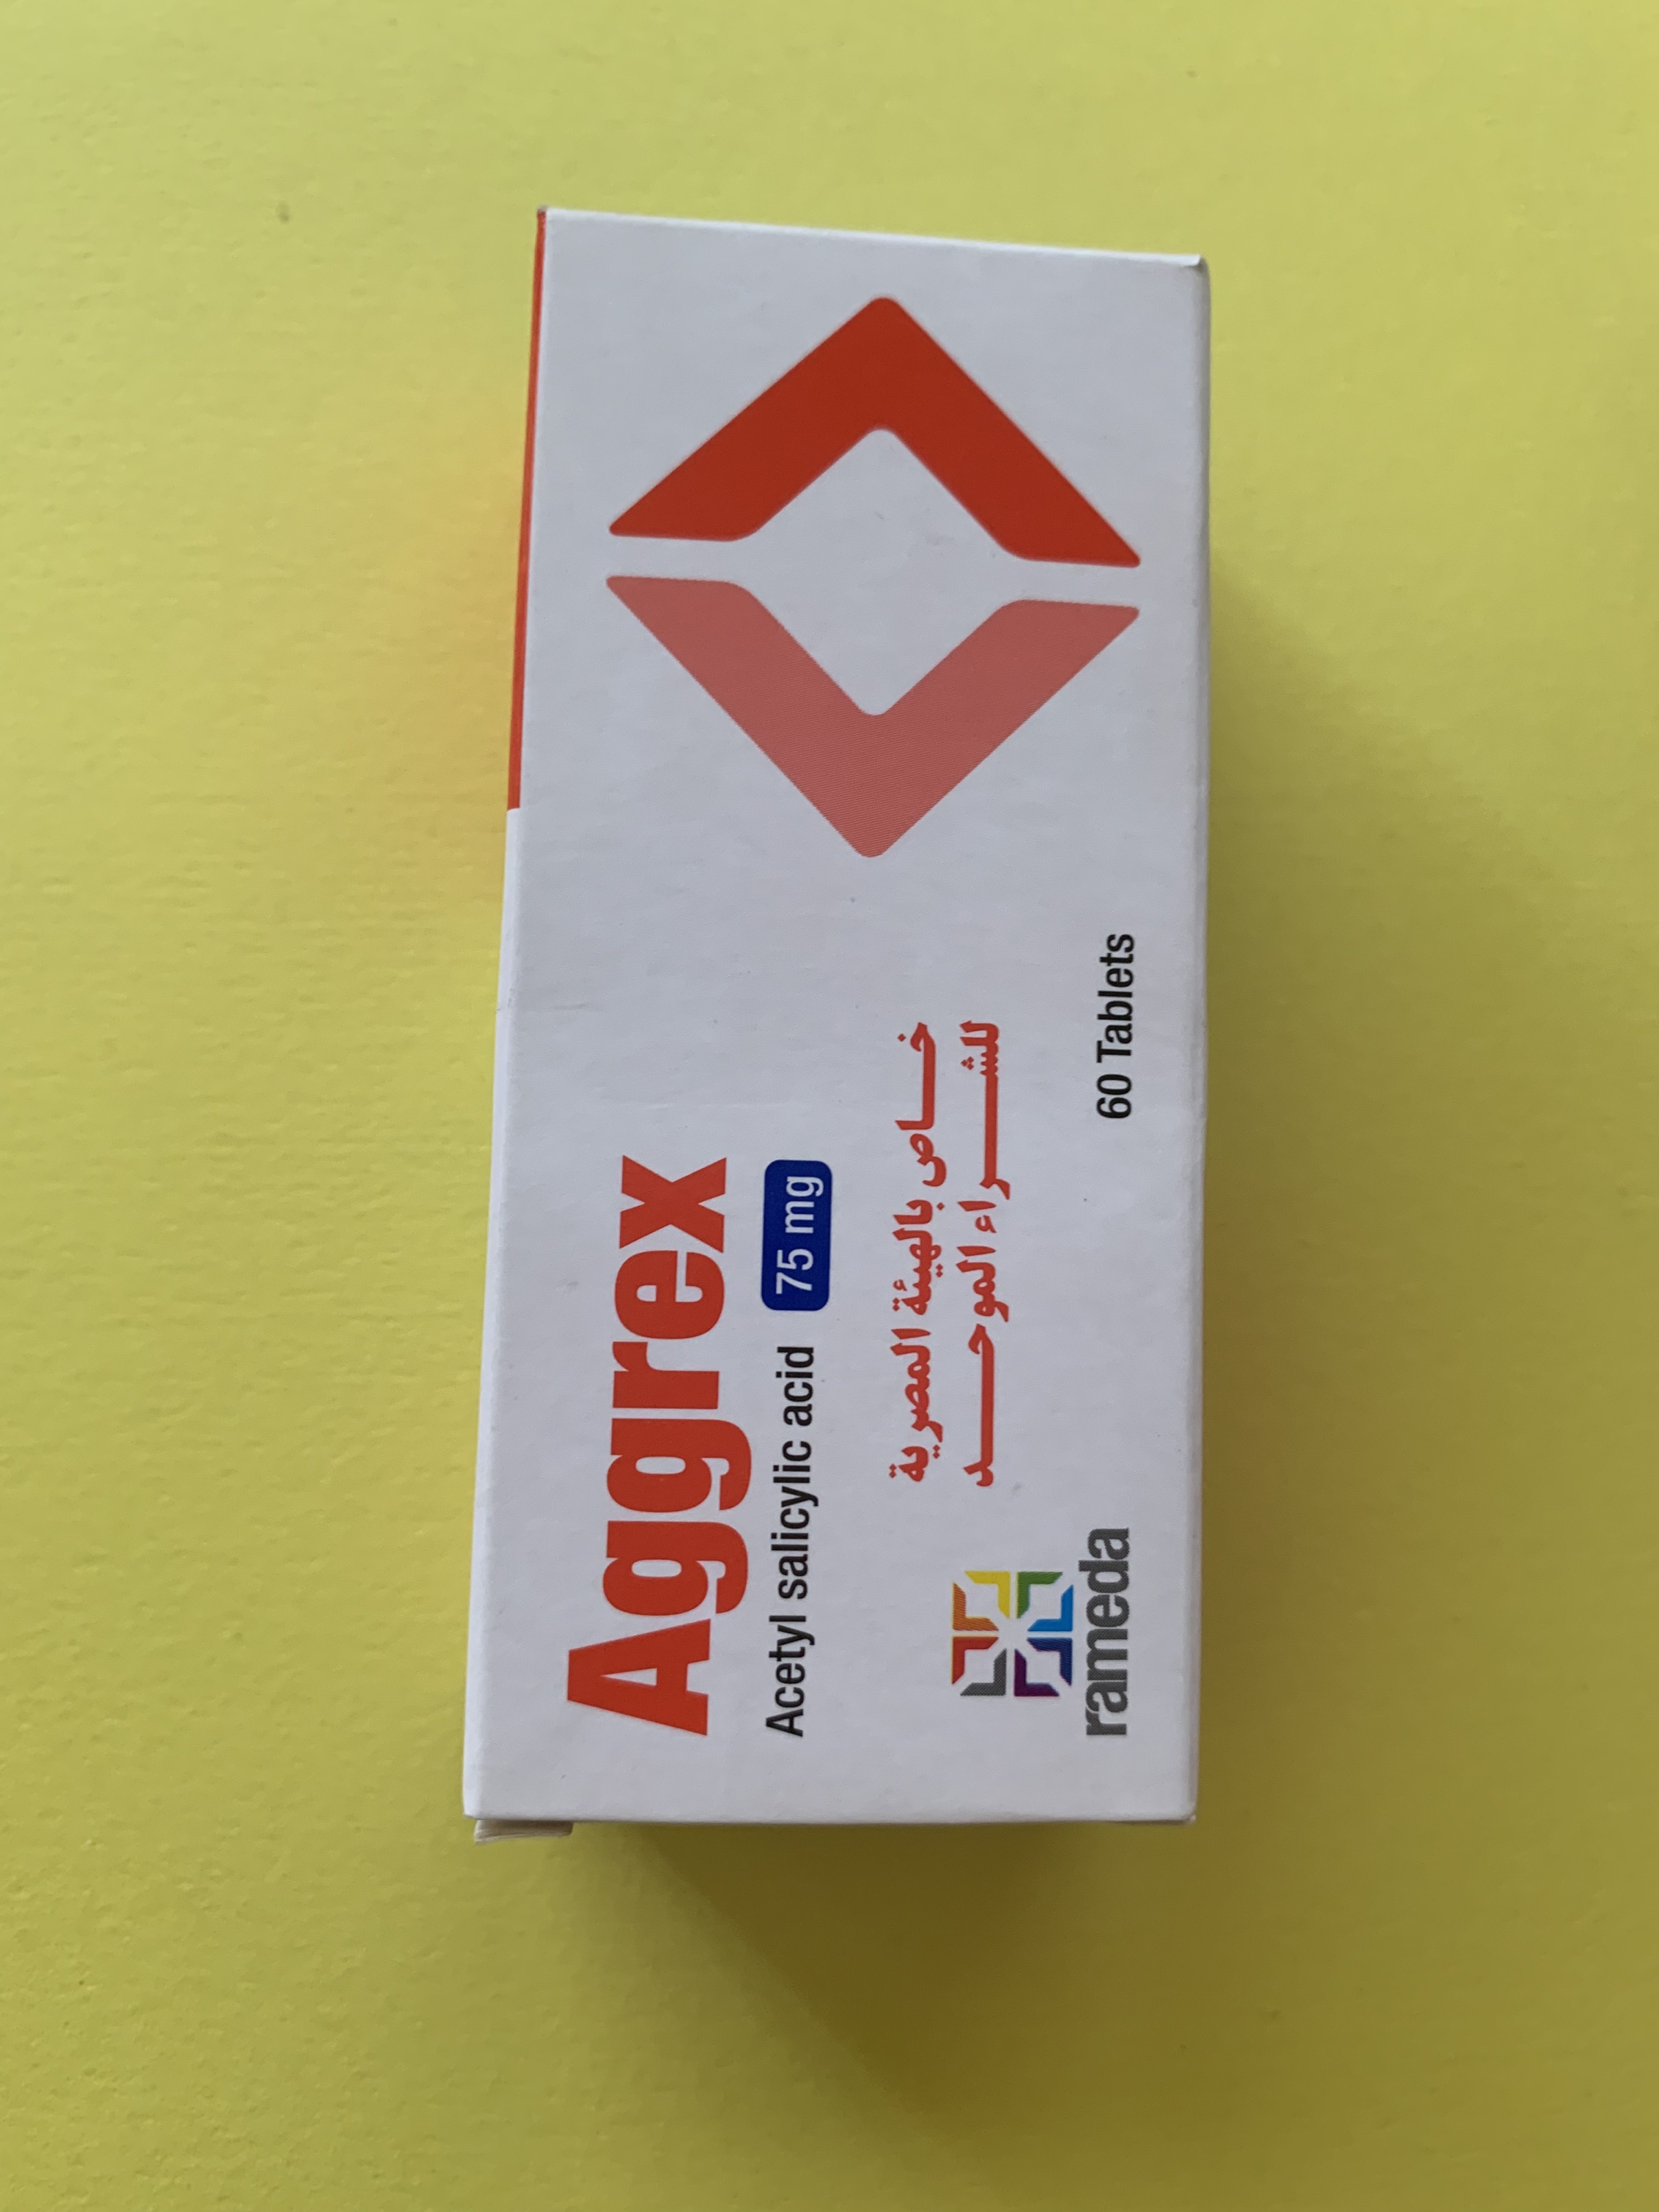 Aggrex
Acetyl salicylic acid 75 mg
خاص بالهيئة المصرية
للشراء الموحد
rameda
60 Tablets